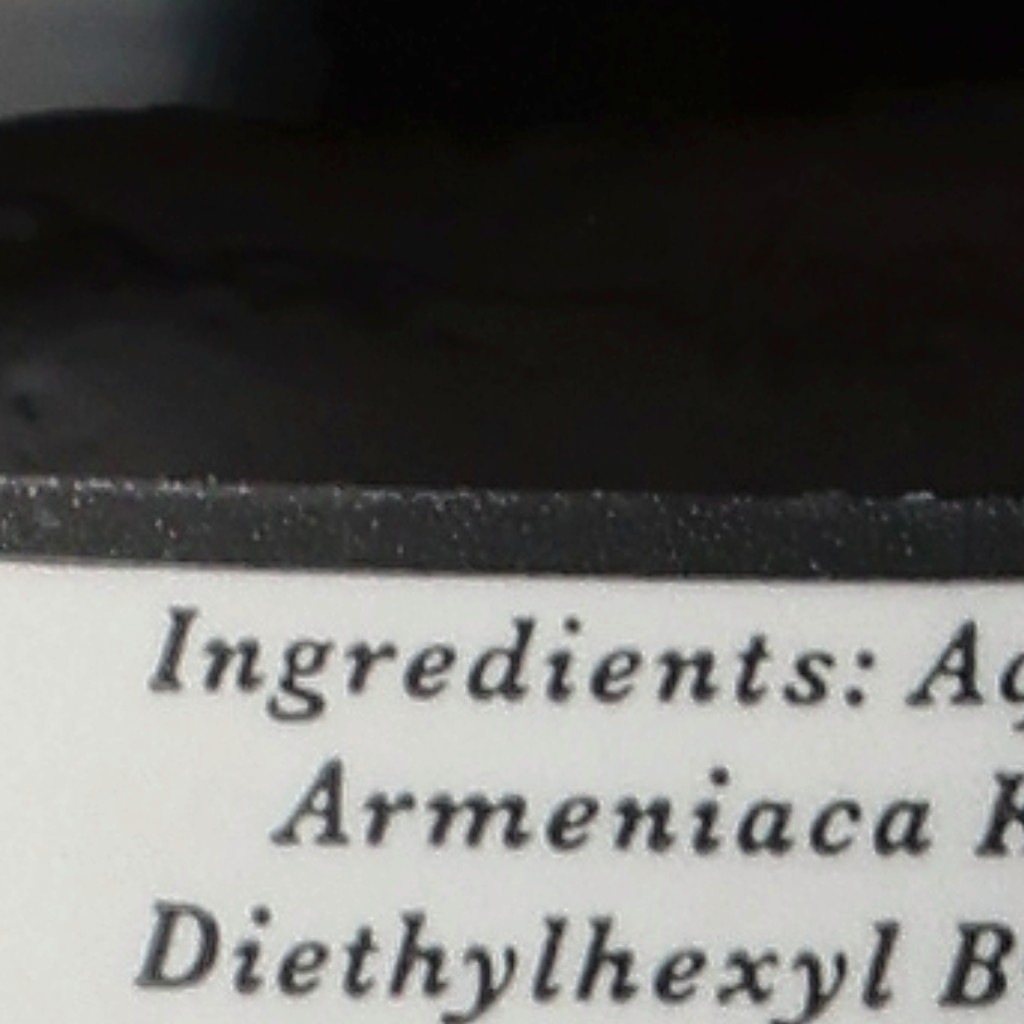 Ingredients:
Armeniaca
Diethylhexyl